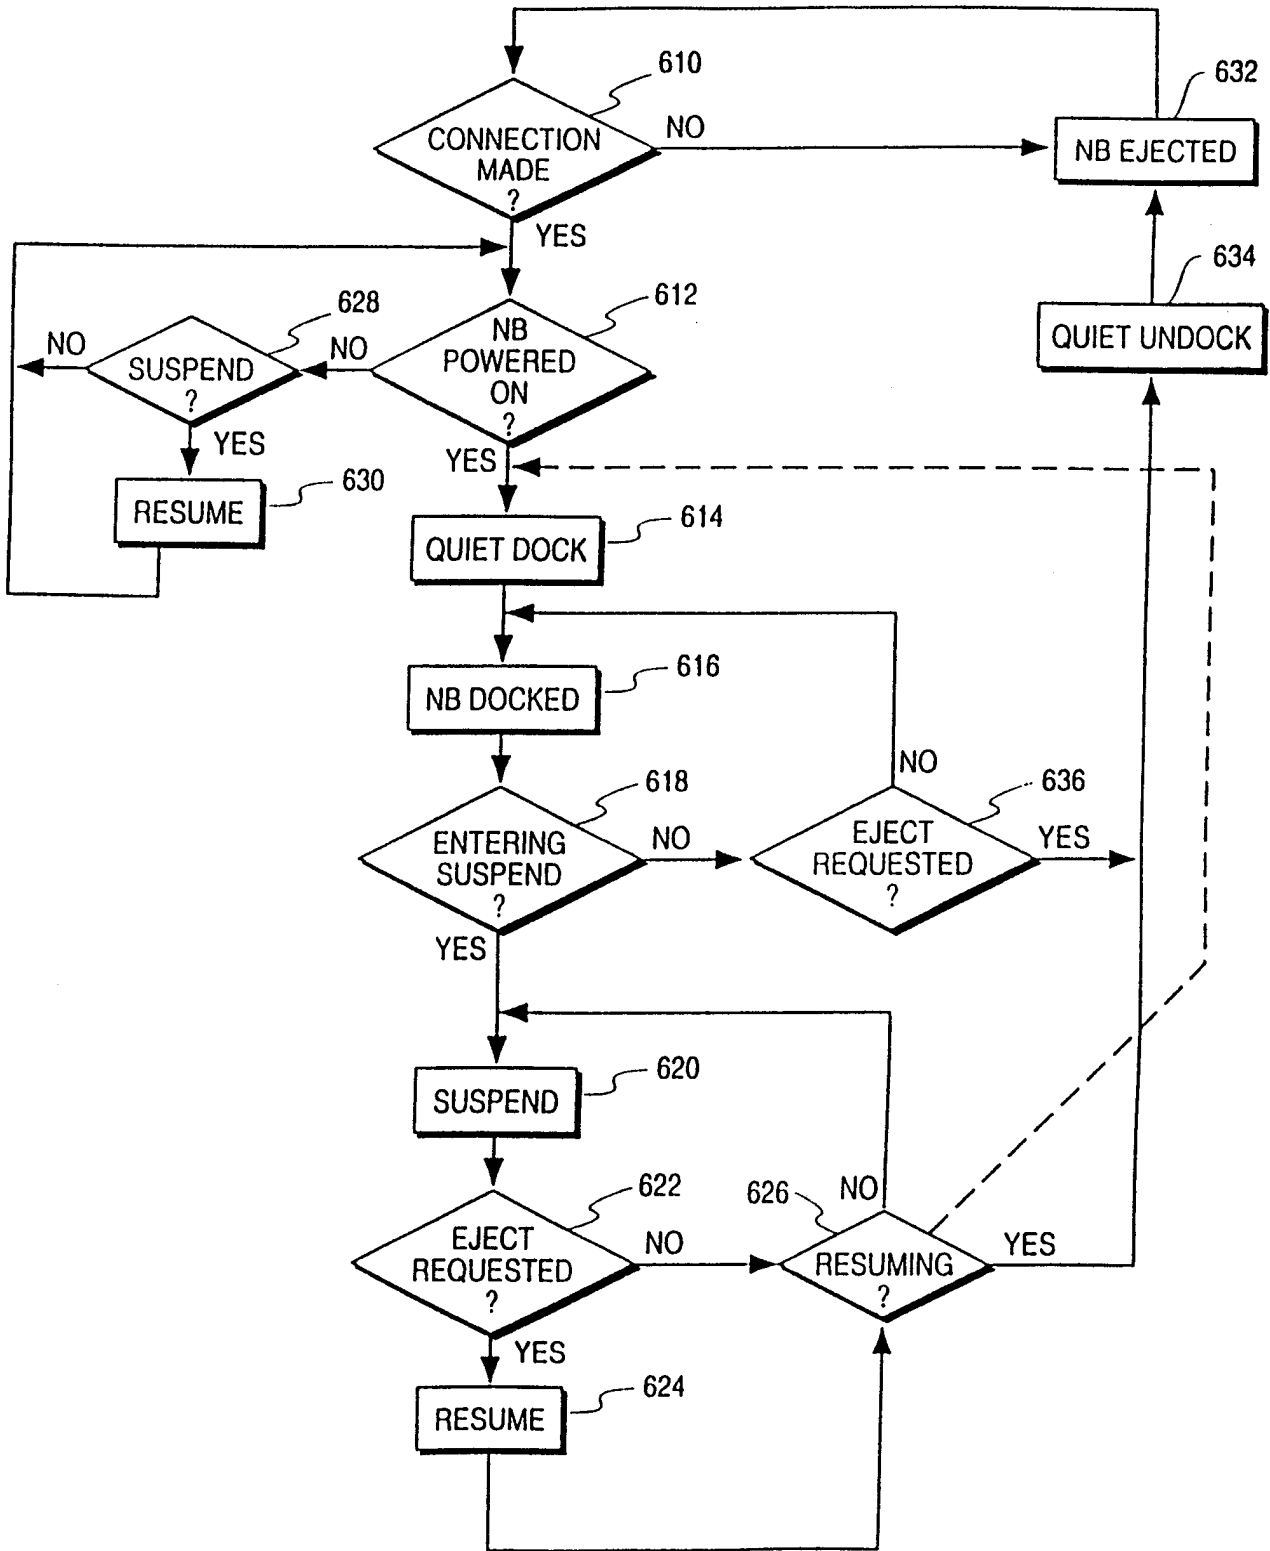 610
632
CONNECTION
MADE
?
NO
NB EJECTED
YES
634
628
612
NO
SUSPEND
?
NO
NB
POWERED
ON
?
QUIET UNDOCK
YES
YES
630
RESUME
614
QUIET DOCK
616
NB DOCKED
618
NO
636
ENTERING
SUSPEND
?
NO
EJECT
REQUESTED
?
YES
YES
620
SUSPEND
622
626
NO
EJECT
REQUESTED
?
NO
RESUMING
?
YES
YES
624
RESUME